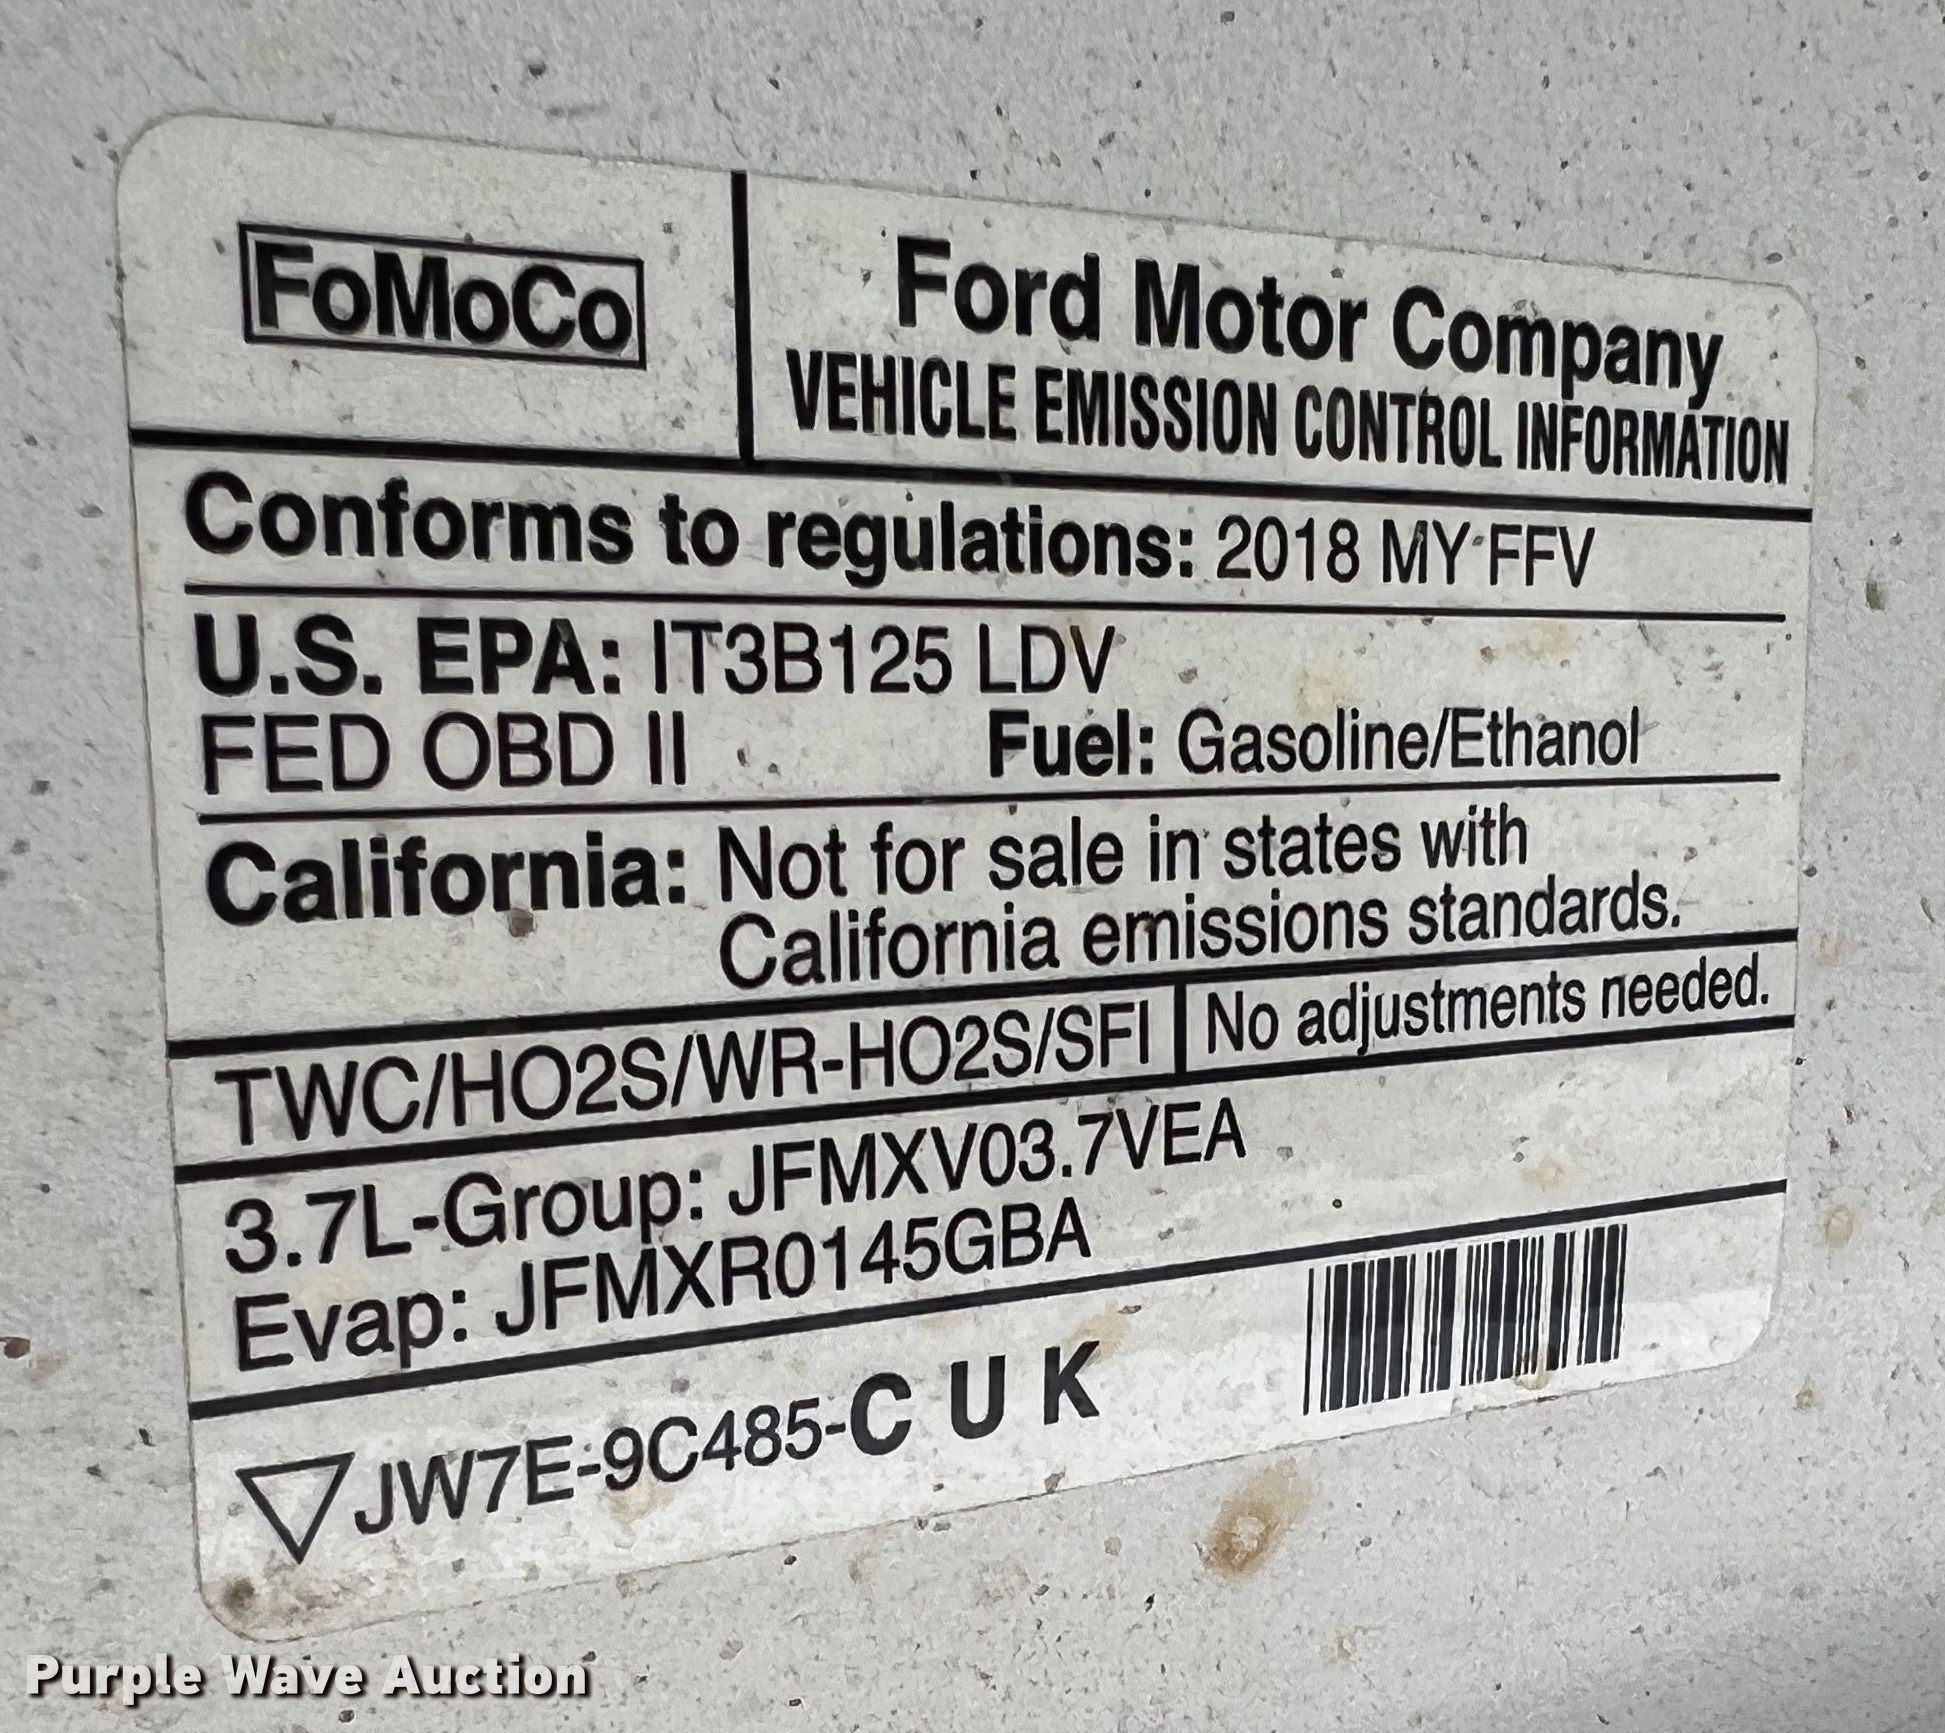 FoMoCo
Ford Motor Company
VEHICLE EMISSION CONTROL INFORMATION
Conforms to regulations: 2018 MY FFV
U.S. EPA: IT3B125 LDV
FED OBD II Fuel: Gasoline/Ethanol
California: Not for sale in states with
California emissions standards.
TWC/HO2S/WR-HO2S/SFI No adjustments needed.
3.7L-Group: JFMXV03.7VEA
Evap: JFMXR0145GBA
JW7E-9C485-C U K
Purple Wave Auction